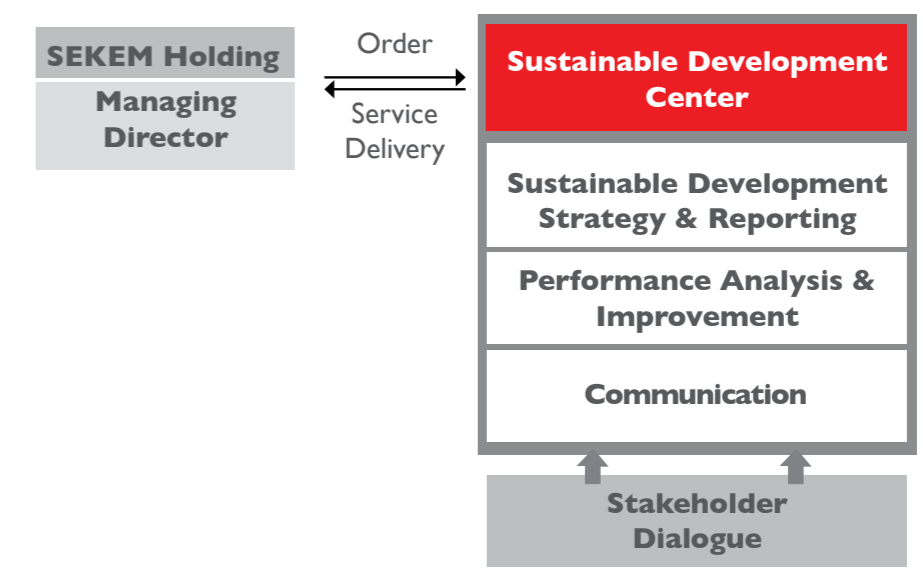 SEKEM Holding
Managing
Director
Order
Service
Delivery
Sustainable Development
Center
Sustainable Development
Strategy & Reporting
Performance Analysis &
Improvement
Communication
Stakeholder
Dialogue